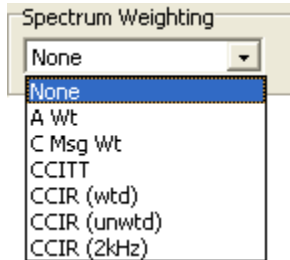 Spectrum Weighting
None
None
A Wt
C Msg Wt
CCITT
CCIR (wtd)
CCIR (unwtd)
CCIR (2kHz)